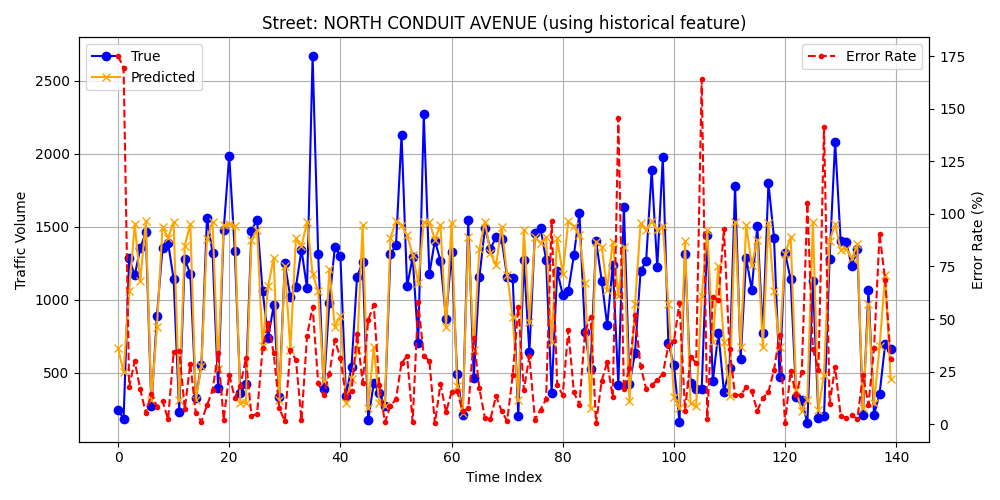 Street: NORTH CONDUIT AVENUE (using historical feature)
True
Predicted
Error Rate
2500
2000
1500
1000
500
Traffic Volume
175
150
125
100
75
50
25
0
Error Rate (%)
0 20 40 60 80 100 120 140
Time Index